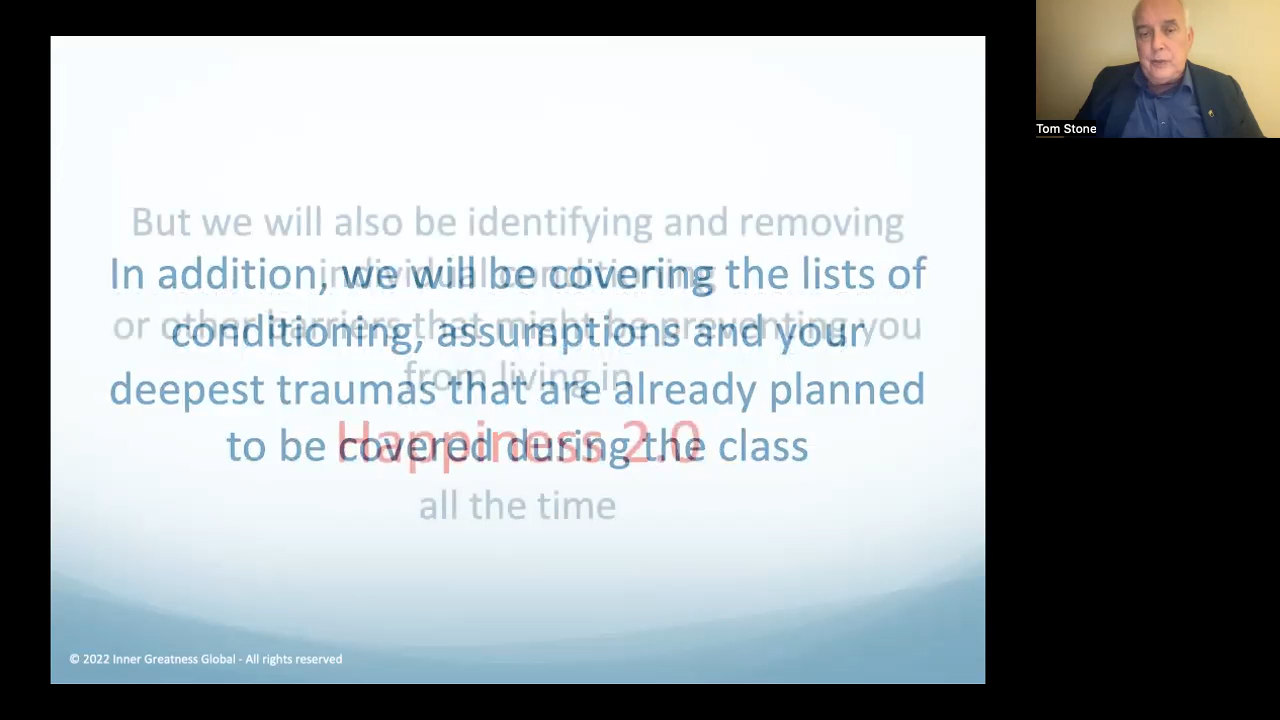 But we will also be identifying and removing
individual conditioning
or other barriers that might be preventing you
from living in
Happiness 2.0
all the time
In addition, we will be covering the lists of
conditioning, assumptions and your
deepest traumas that are already planned
to be covered during the class
© 2022 Inner Greatness Global - All rights reserved
Tom Stone